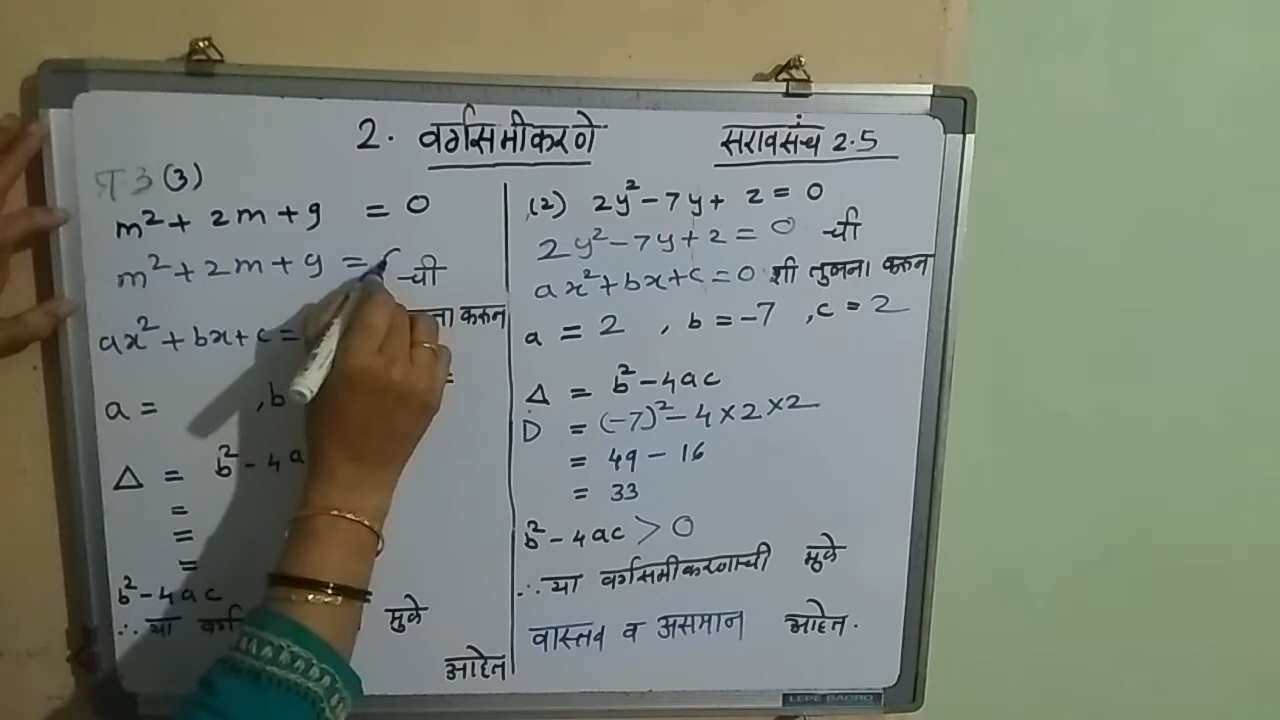 2. वर्गसमीकरणे
सरावसंच 2.5
(3)
m² + 2m + 9 = 0
m² + 2m + 9 = ची
ax² + bx + c = करून
a = , b =
Δ = b² - 4a
=
=
=
b² - 4ac
∴ या मुळे
आहेत
(2) 2y² - 7y + 2 = 0
2y² - 7y + 2 = 0 ची
ax² + bx + c = 0 शी तुलना करून
a = 2 , b = -7 , c = 2
Δ = b² - 4ac
D = (-7)² - 4 × 2 × 2
= 49 - 16
= 33
b² - 4ac > 0
∴ या वर्गसमीकरणाची मुळे
वास्तव व असमान आहेत.